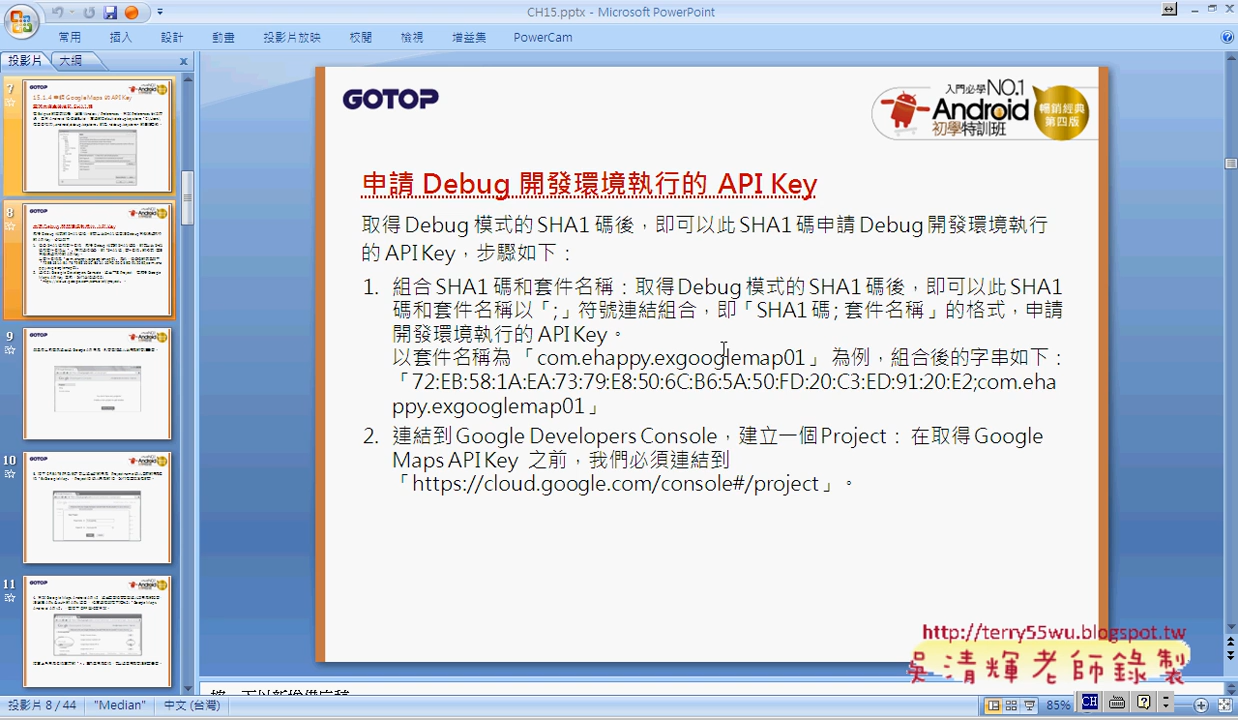 CH15.pptx - Microsoft PowerPoint
常用 插入 設計 動畫 投影片放映 校閱 檢視 增益集 PowerCam
投影片 大綱
7
8
9
10
11
GOTOP
入門必學NO.1
Android
初學特訓班
暢銷經典
第四版
申請 Debug 開發環境執行的 API Key
取得 Debug 模式的 SHA1 碼後，即可以此 SHA1 碼申請 Debug 開發環境執行
的 API Key，步驟如下：
1. 組合 SHA1 碼和套件名稱：取得 Debug 模式的 SHA1 碼後，即可以此 SHA1
碼和套件名稱以「;」符號連結組合，即「SHA1 碼; 套件名稱」的格式，申請
開發環境執行的 API Key。
以套件名稱為 「com.ehappy.exgooglemap01」 為例，組合後的字串如下：
「72:EB:58:1A:EA:73:79:E8:50:6C:B6:5A:50:FD:20:C3:ED:91:20:E2;com.eha
ppy.exgooglemap01」
2. 連結到 Google Developers Console，建立一個 Project： 在取得 Google
Maps API Key 之前，我們必須連結到
「https://cloud.google.com/console#/project」。
http://terry55wu.blogspot.tw
吳清輝老師錄製
投影片 8 / 44 "Median" 中文 (台灣) 85% CH